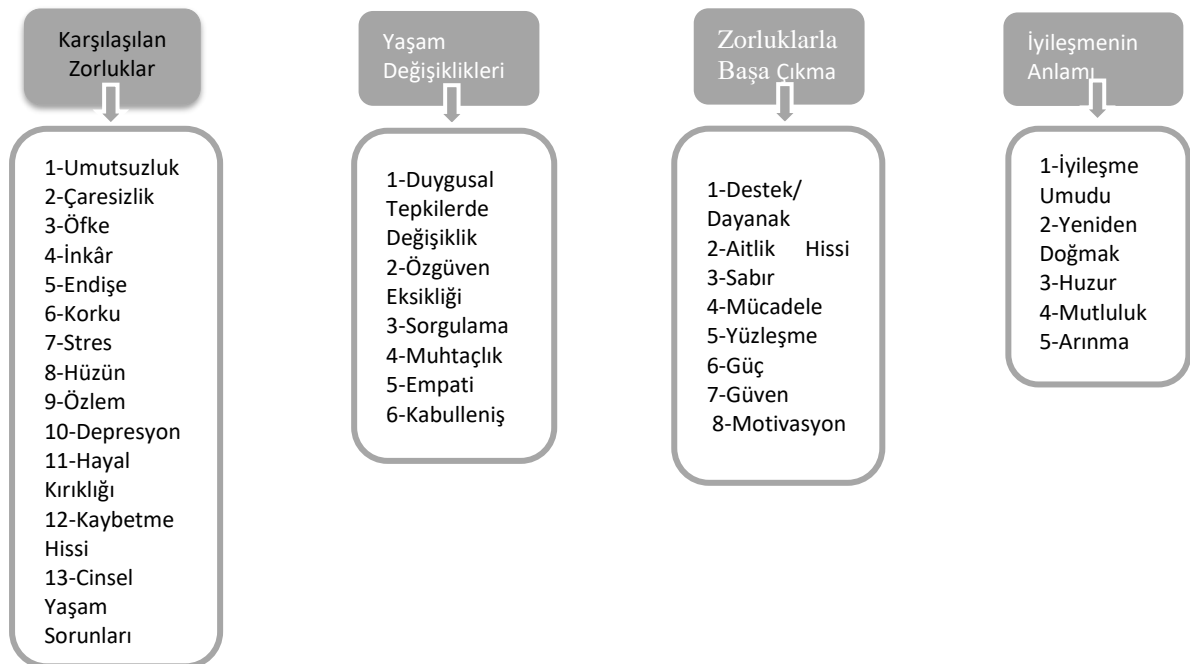 Karşılaşılan
Zorluklar
1-Umutsuzluk
2-Çaresizlik
3-Öfke
4-İnkâr
5-Endişe
6-Korku
7-Stres
8-Hüzün
9-Özlem
10-Depresyon
11-Hayal
Kırıklığı
12-Kaybetme
Hissi
13-Cinsel
Yaşam
Sorunları
Yaşam
Değişiklikleri
1-Duygusal
Tepkilerde
Değişiklik
2-Özgüven
Eksikliği
3-Sorgulama
4-Muhtaçlık
5-Empati
6-Kabulleniş
Zorluklarla
Başa Çıkma
1-Destek/
Dayanak
2-Aitlik Hissi
3-Sabır
4-Mücadele
5-Yüzleşme
6-Güç
7-Güven
8-Motivasyon
İyileşmenin
Anlamı
1-İyileşme
Umudu
2-Yeniden
Doğmak
3-Huzur
4-Mutluluk
5-Arınma